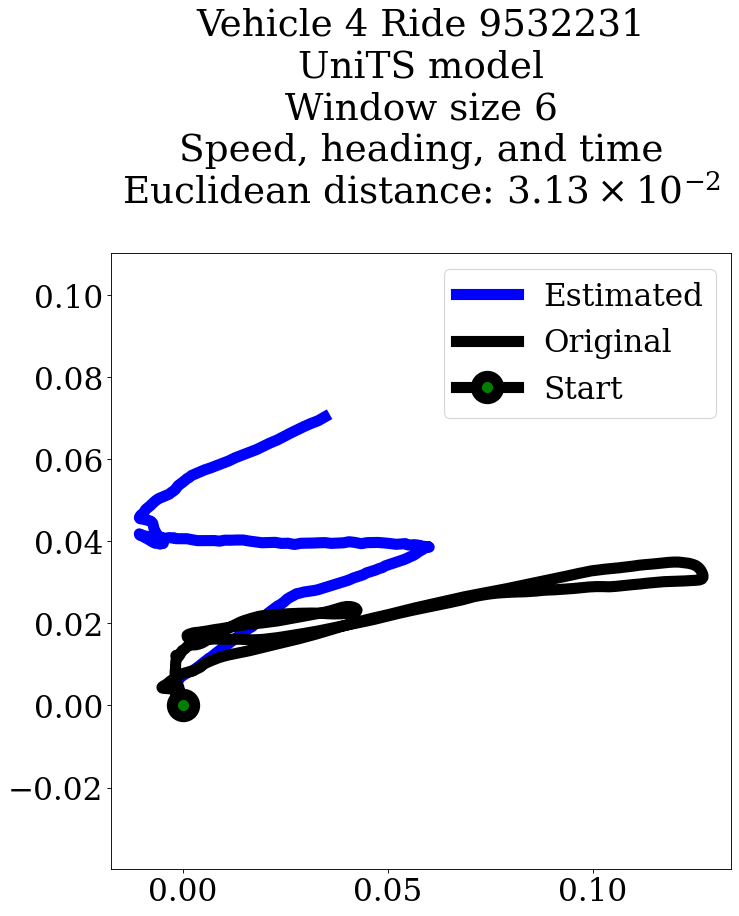 Vehicle 4 Ride 9532231
UniTS model
Window size 6
Speed, heading, and time
Euclidean distance: 3.13 × 10⁻²
Estimated
Original
Start
0.10
0.08
0.06
0.04
0.02
0.00
−0.02
0.00 0.05 0.10